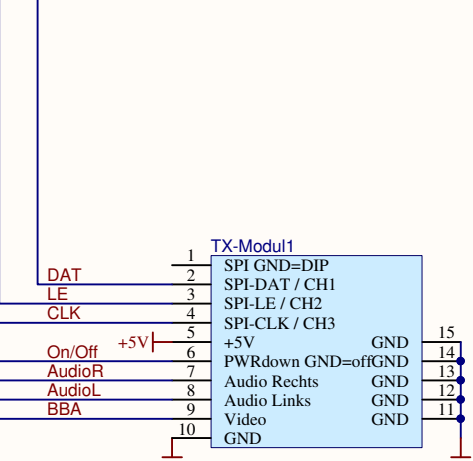 TX-Modul1
1 SPI GND=DIP
DAT 2 SPI-DAT / CH1
LE 3 SPI-LE / CH2
CLK 4 SPI-CLK / CH3
+5V 5 +5V GND 15
On/Off 6 PWRdown GND=off GND 14
AudioR 7 Audio Rechts GND 13
AudioL 8 Audio Links GND 12
BBA 9 Video GND 11
10 GND